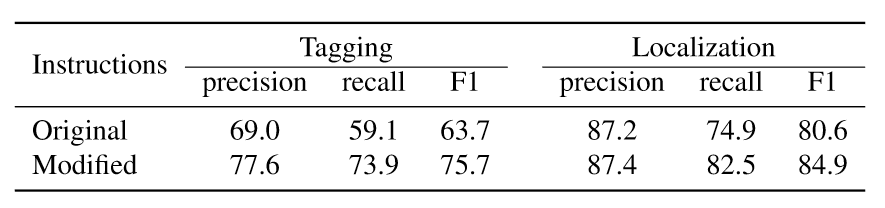 Instructions Tagging Localization
precision recall F1 precision recall F1
Original 69.0 59.1 63.7 87.2 74.9 80.6
Modified 77.6 73.9 75.7 87.4 82.5 84.9